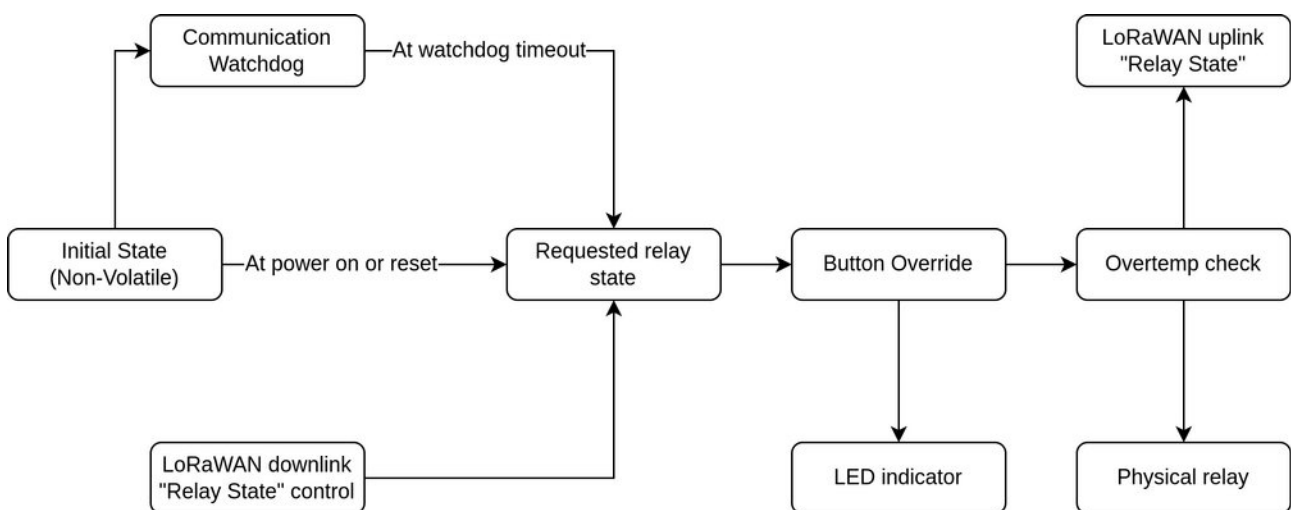 Communication
Watchdog
At watchdog timeout
LoRaWAN uplink
"Relay State"
Initial State
(Non-Volatile)
At power on or reset
Requested relay
state
Button Override
Overtemp check
LoRaWAN downlink
"Relay State" control
LED indicator
Physical relay